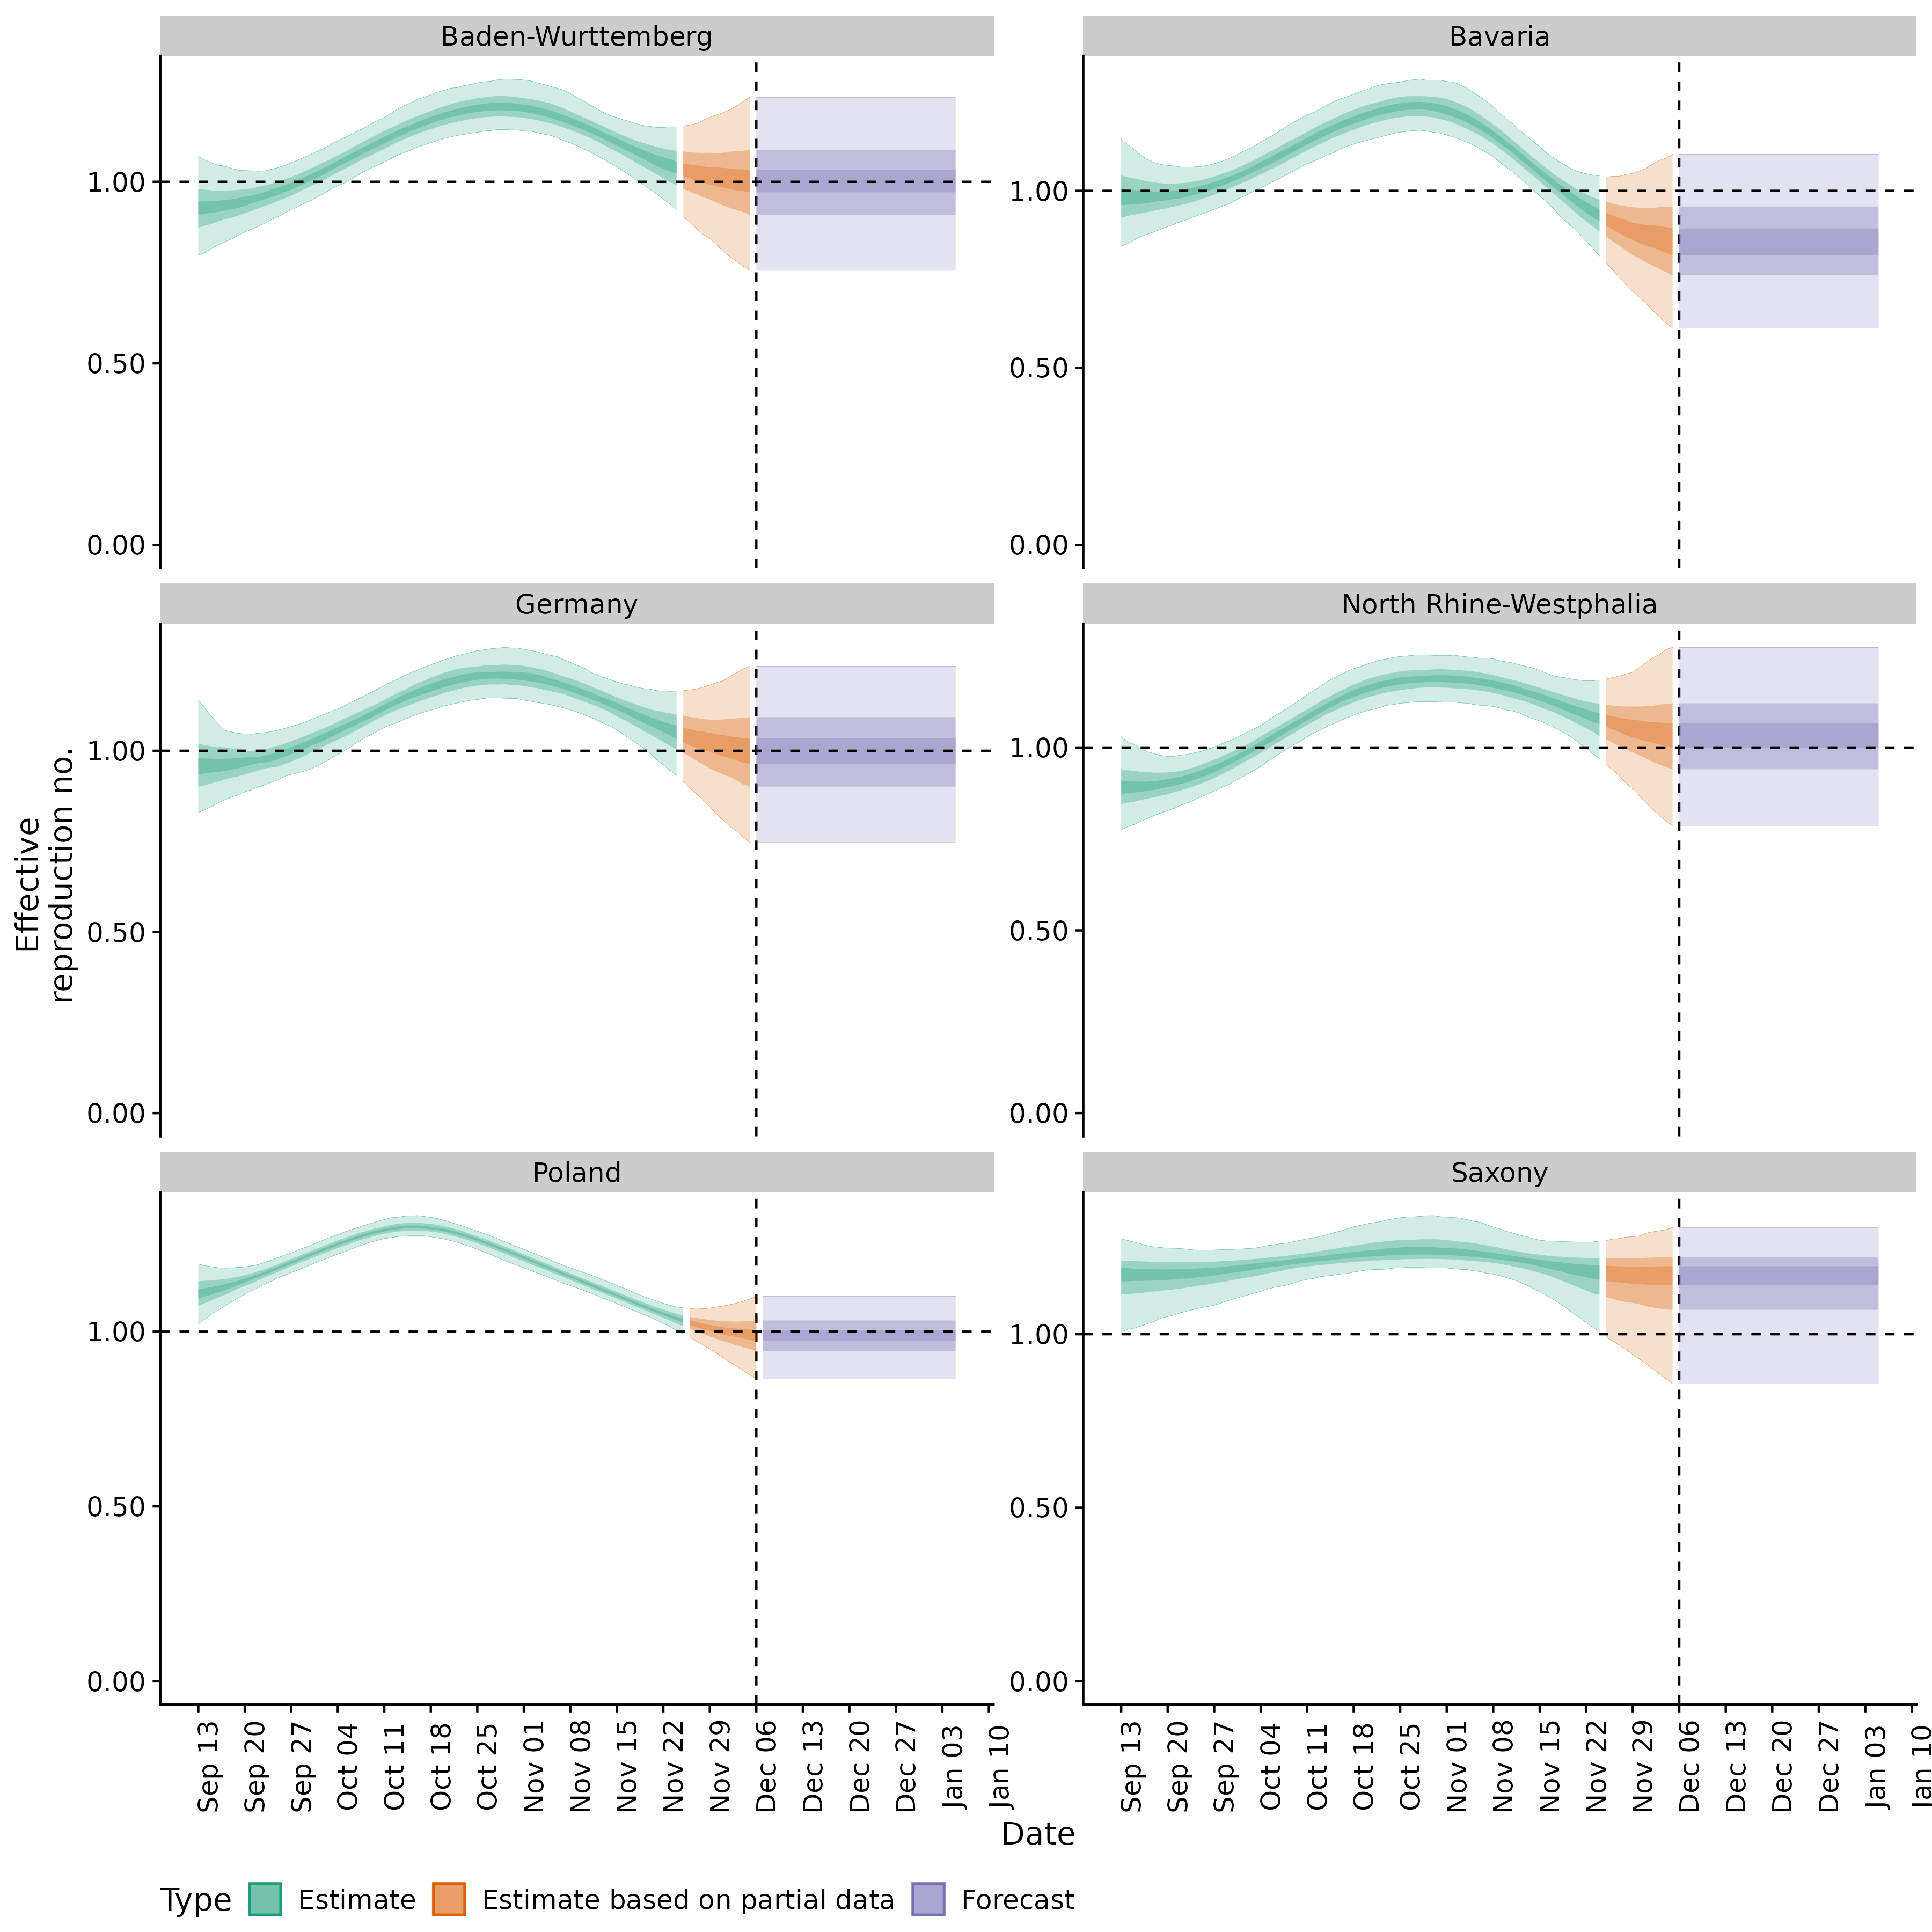 Baden-Wurttemberg
Bavaria
1.00
0.50
0.00
1.00
0.50
0.00
Germany
North Rhine-Westphalia
Effective
reproduction no.
1.00
0.50
0.00
1.00
0.50
0.00
Poland
Saxony
1.00
0.50
0.00
1.00
0.50
0.00
Sep 13
Sep 20
Sep 27
Oct 04
Oct 11
Oct 18
Oct 25
Nov 01
Nov 08
Nov 15
Nov 22
Nov 29
Dec 06
Dec 13
Dec 20
Dec 27
Jan 03
Jan 10
Sep 13
Sep 20
Sep 27
Oct 04
Oct 11
Oct 18
Oct 25
Nov 01
Nov 08
Nov 15
Nov 22
Nov 29
Dec 06
Dec 13
Dec 20
Dec 27
Jan 03
Jan 10
Date
Type Estimate Estimate based on partial data Forecast